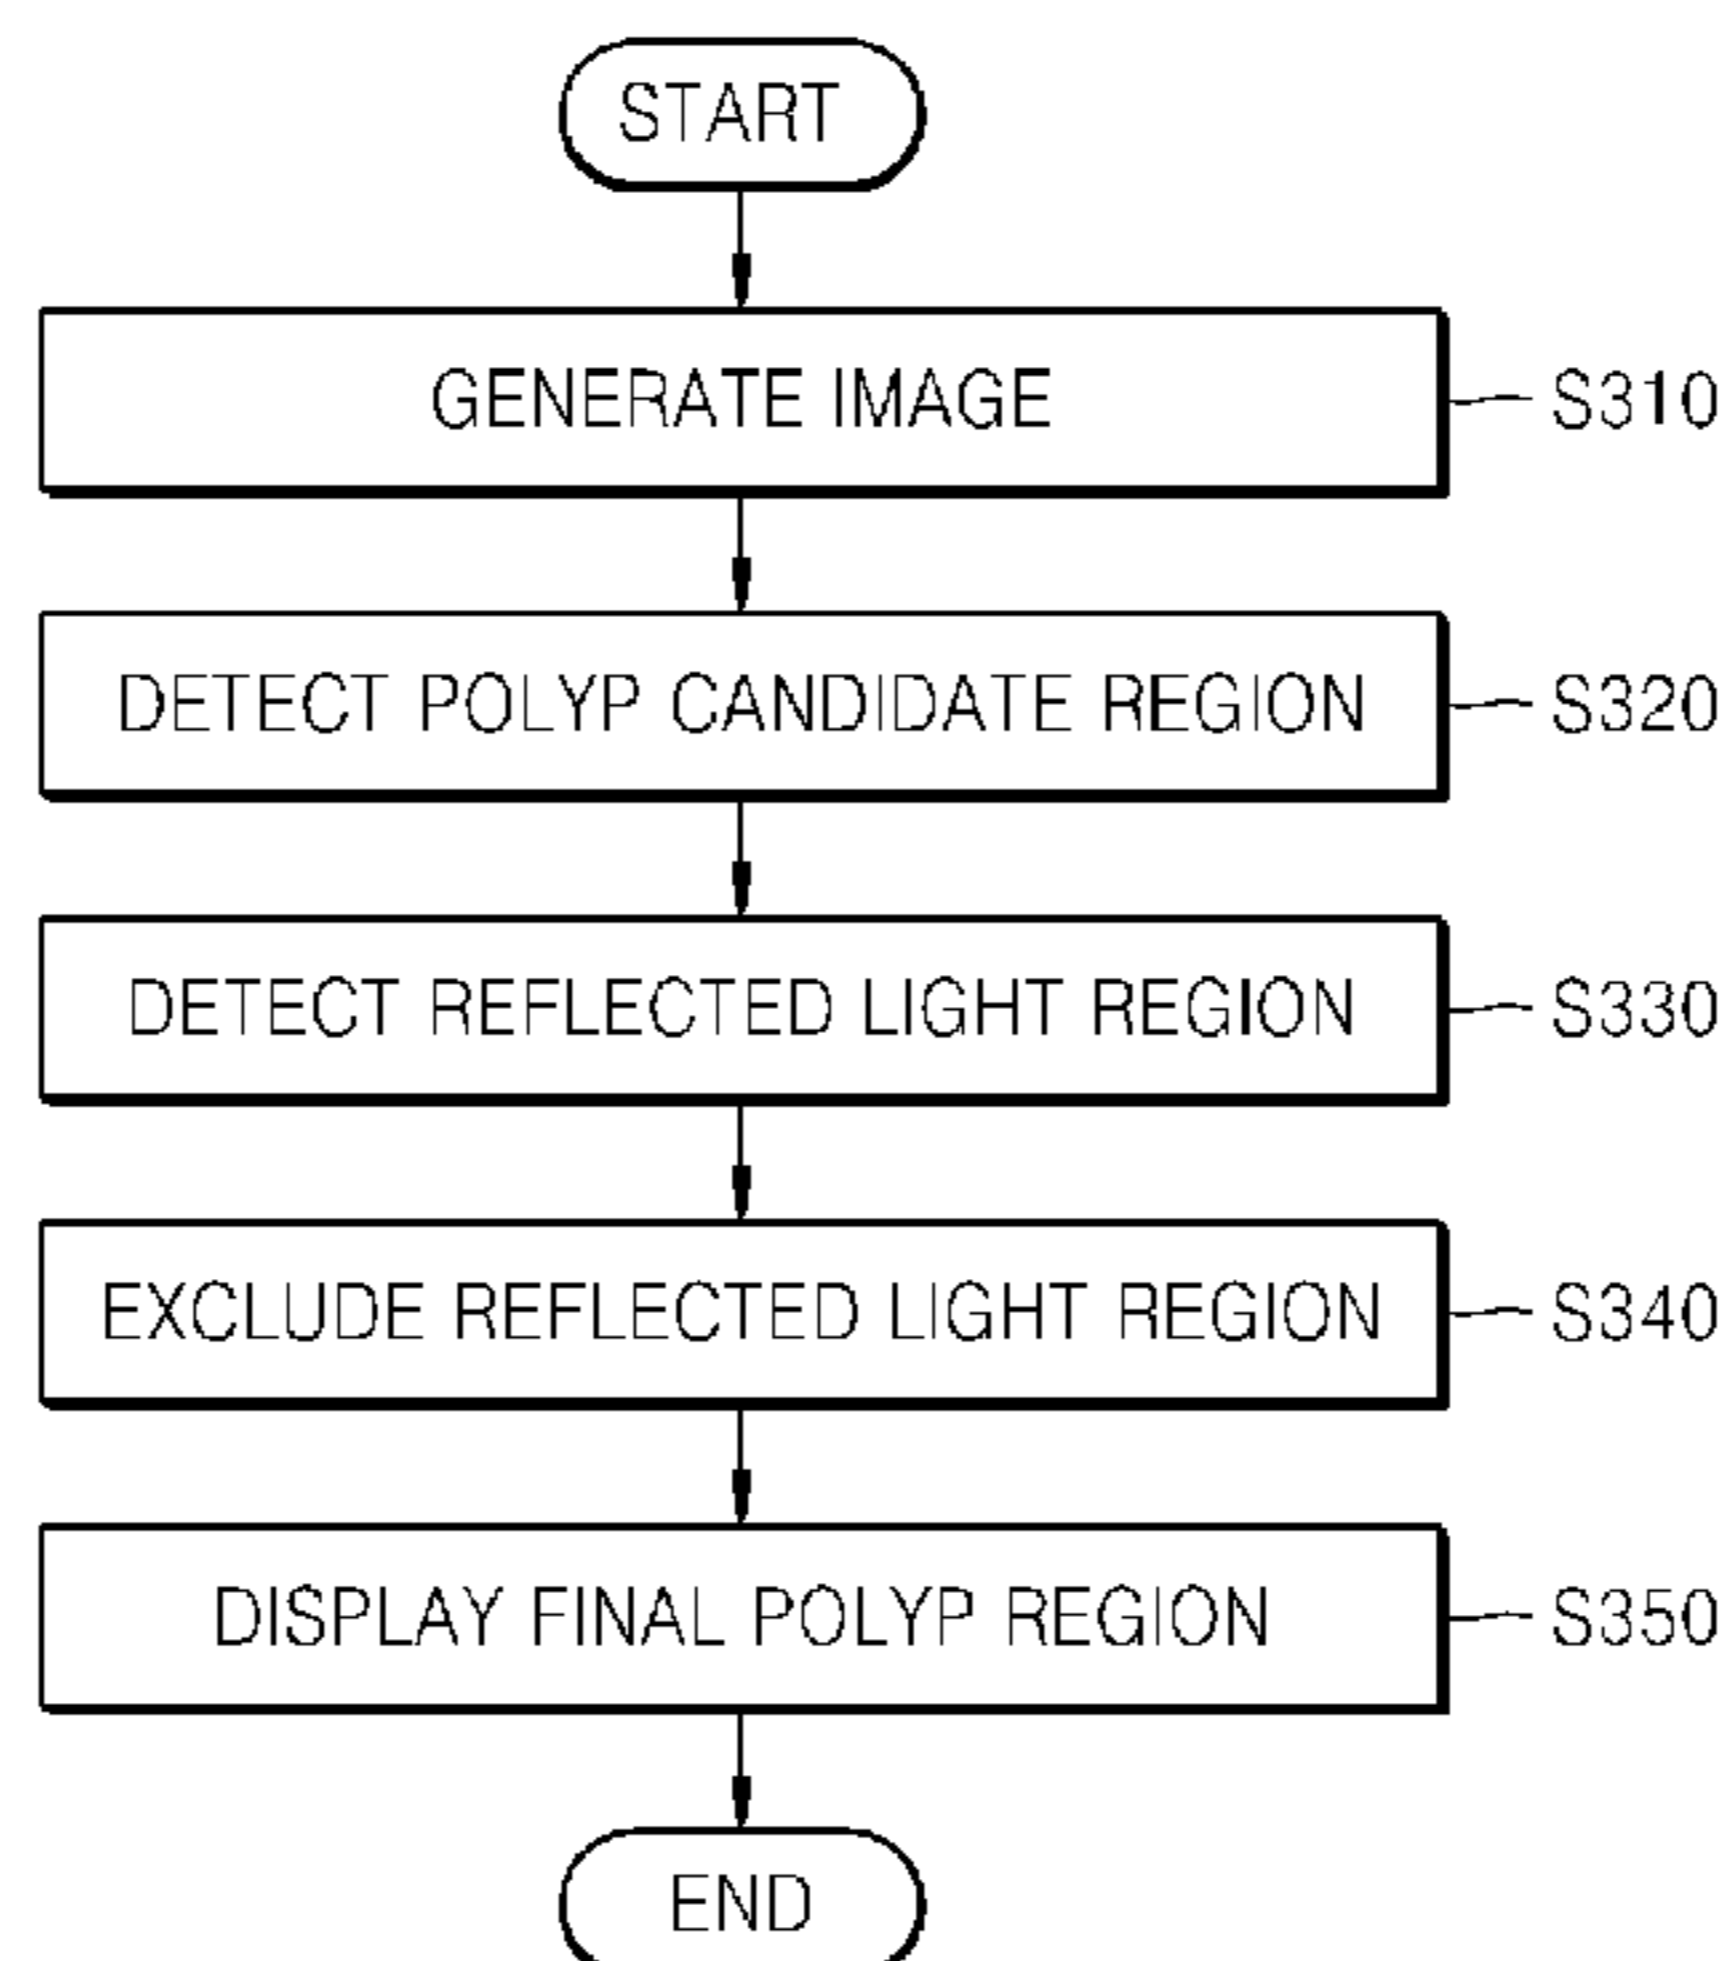 START
GENERATE IMAGE
S310
DETECT POLYP CANDIDATE REGION
S320
DETECT REFLECTED LIGHT REGION
S330
EXCLUDE REFLECTED LIGHT REGION
S340
DISPLAY FINAL POLYP REGION
S350
END